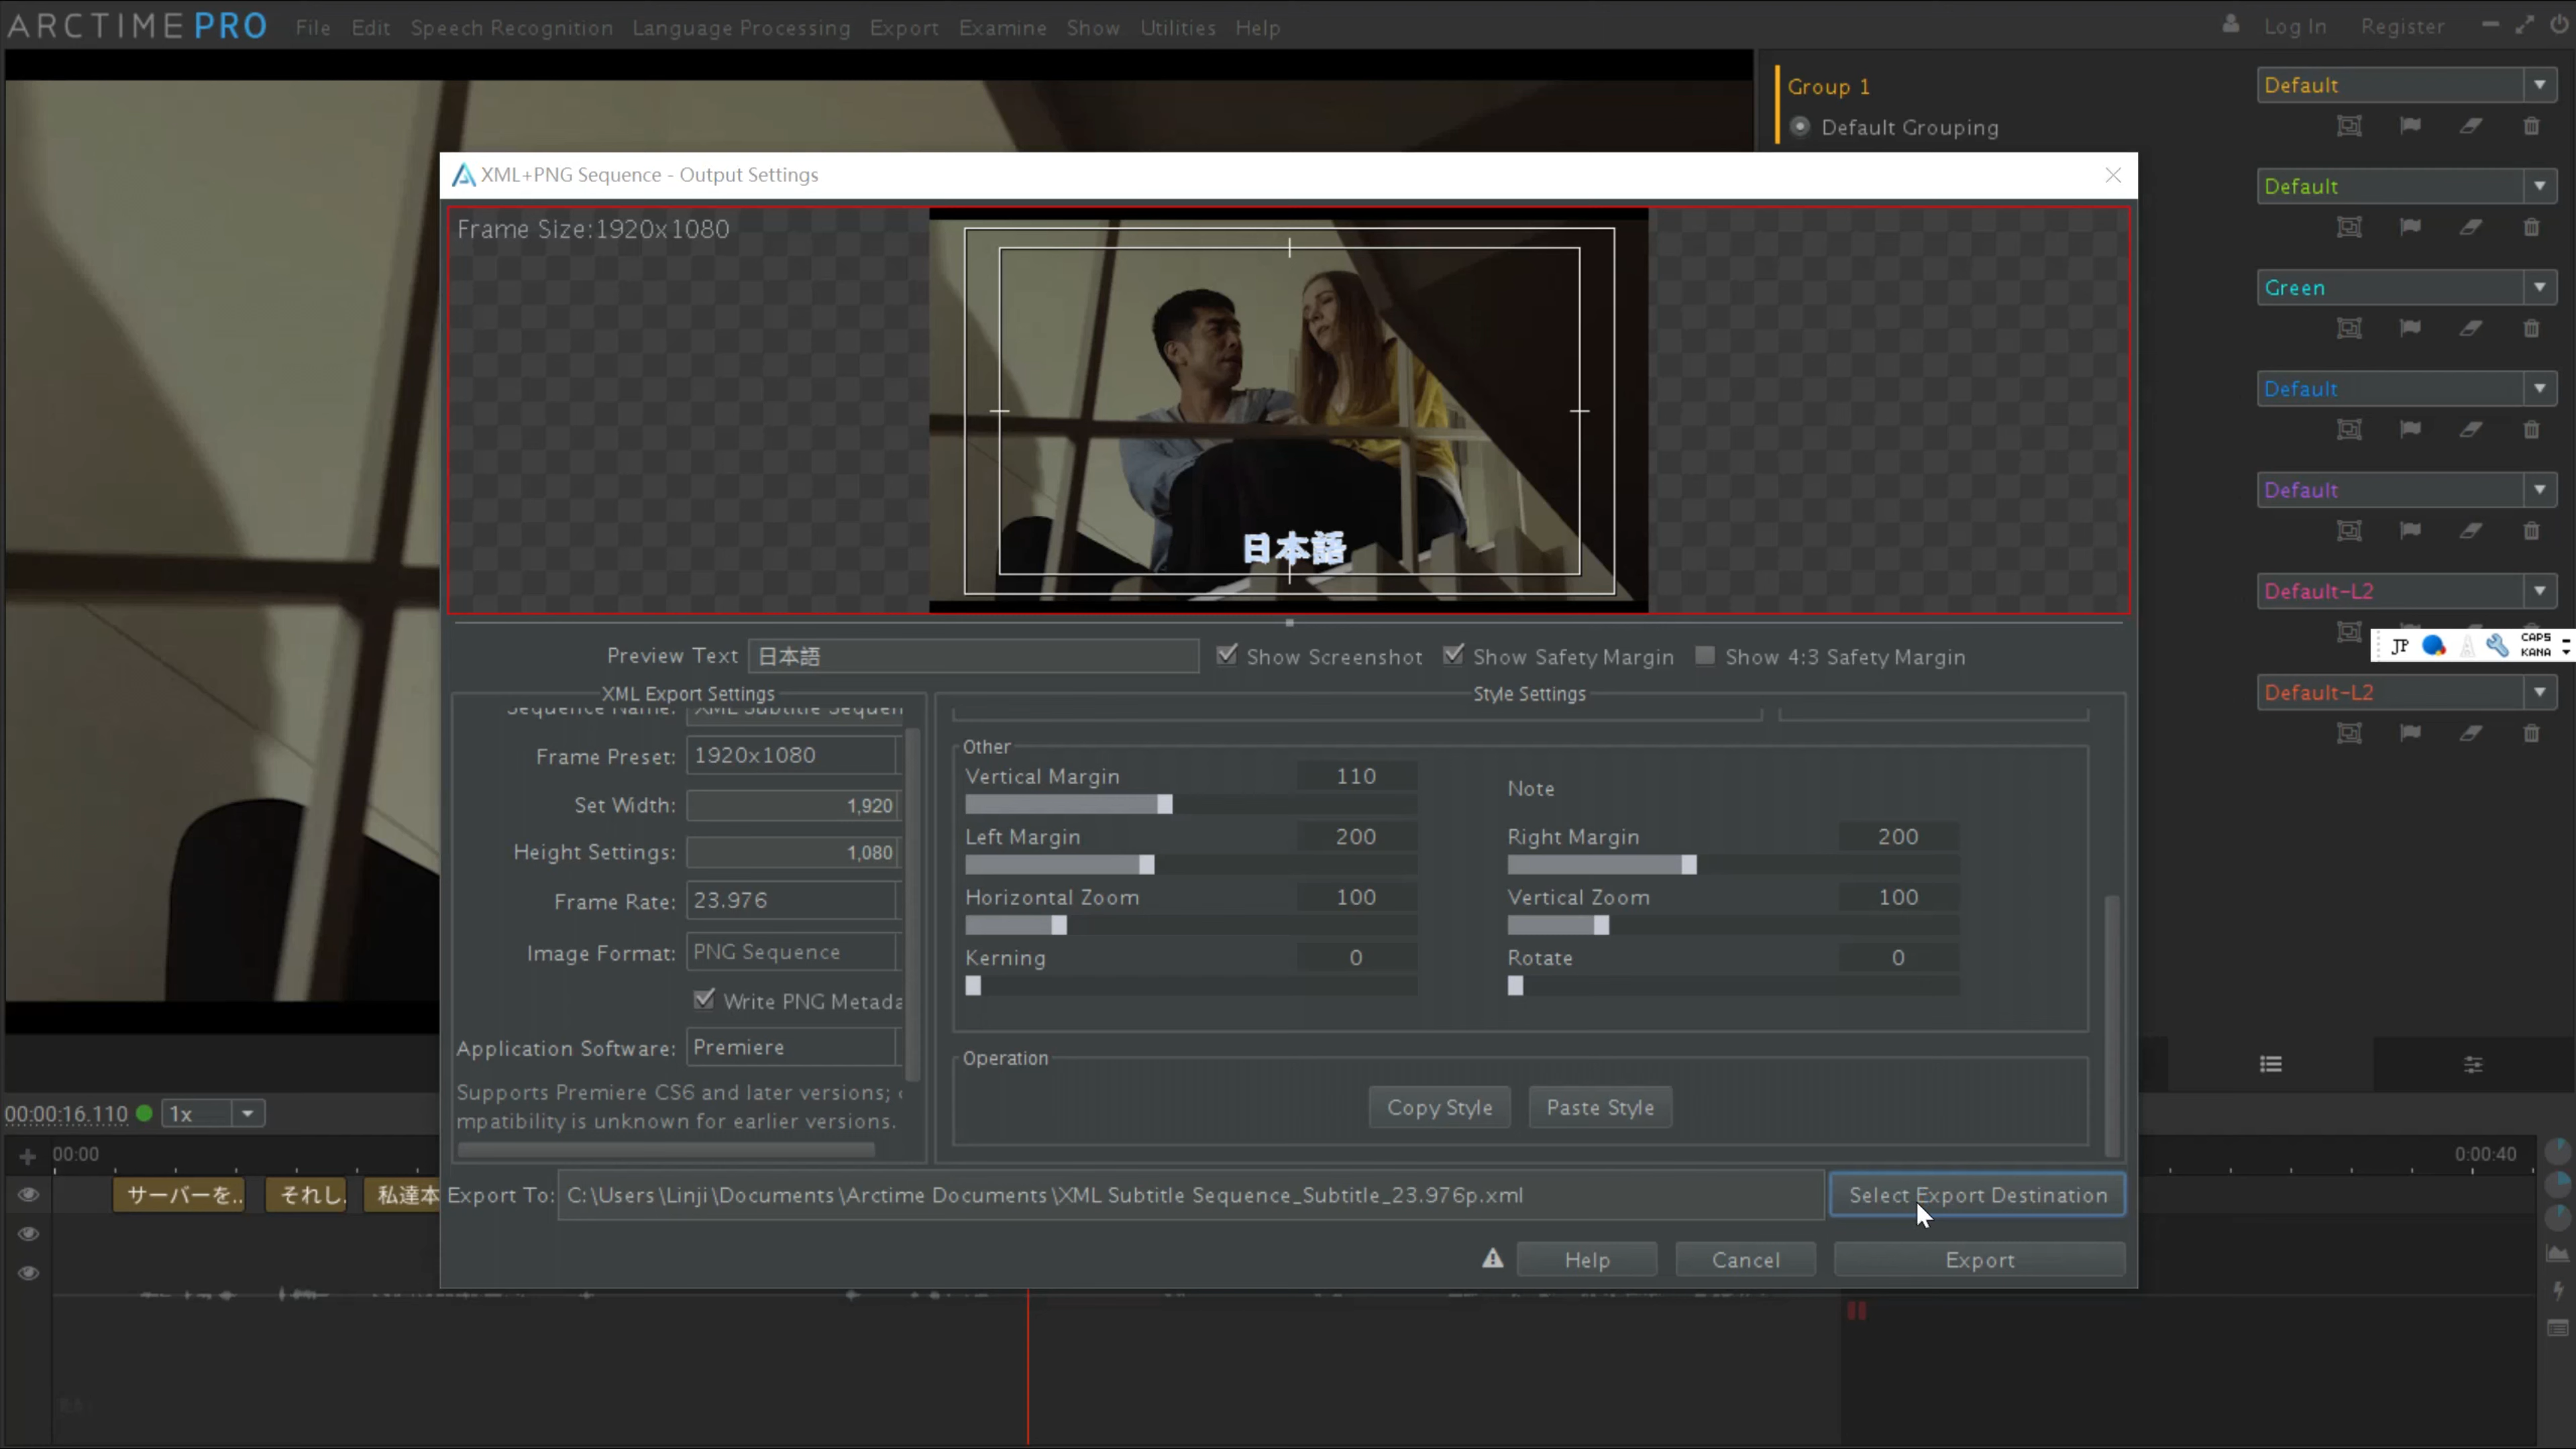 ARCTIMEPRO File Edit Speech Recognition Language Processing Export Examine Show Utilities Help Log In Register
Group 1
Default Grouping
Default
Default
Green
Default
Default
Default-L2
Default-L2
JP CAPS KANA
XML+PNG Sequence - Output Settings
Frame Size:1920x1080
日本語
Preview Text 日本語 Show Screenshot Show Safety Margin Show 4:3 Safety Margin
XML Export Settings
Sequence Name: XML Subtitle Sequen
Frame Preset: 1920x1080
Set Width: 1,920
Height Settings: 1,080
Frame Rate: 23.976
Image Format: PNG Sequence
Write PNG Metada
Application Software: Premiere
Supports Premiere CS6 and later versions; c
mpatibility is unknown for earlier versions.
Style Settings
Other
Vertical Margin 110
Note
Left Margin 200 Right Margin 200
Horizontal Zoom 100 Vertical Zoom 100
Kerning 0 Rotate 0
Operation
Copy Style Paste Style
Export To: C:\Users\Linji\Documents\Arctime Documents\XML Subtitle Sequence_Subtitle_23.976p.xml Select Export Destination
Help Cancel Export
00:00:16.110 1x
00:00 0:00:40
サーバーを.. それし. 私達本